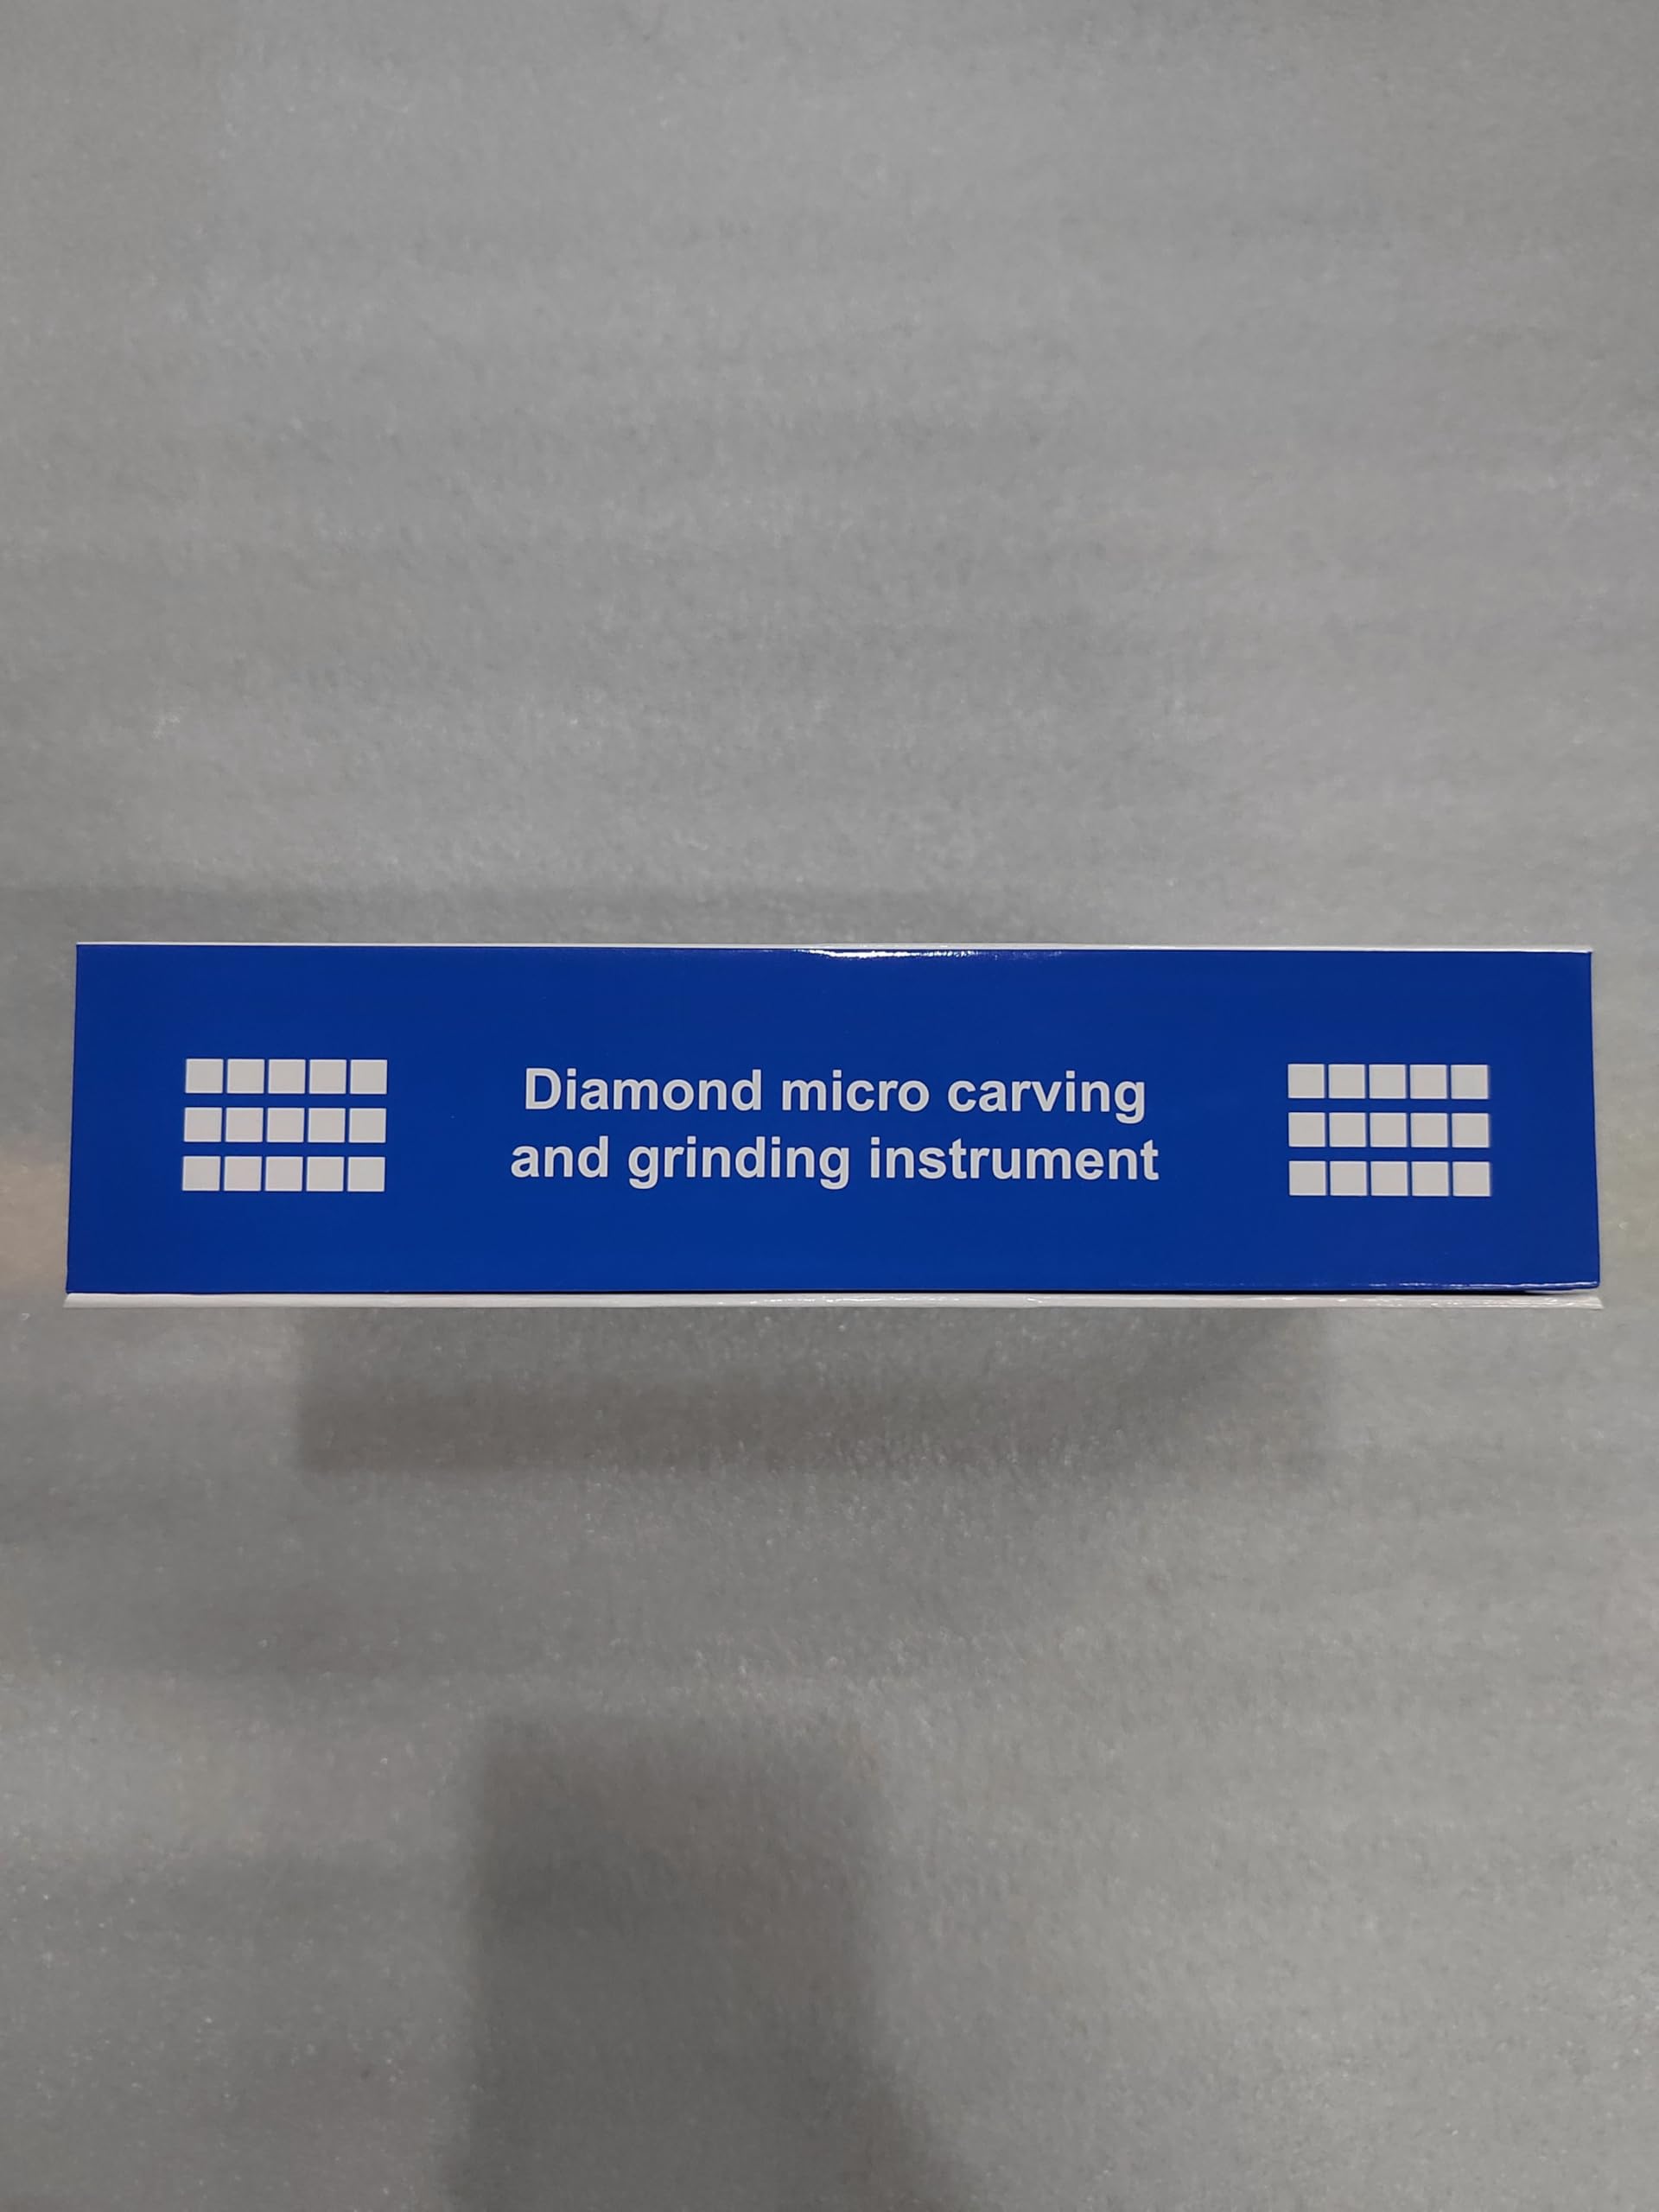 Diamond micro carving
and grinding instrument